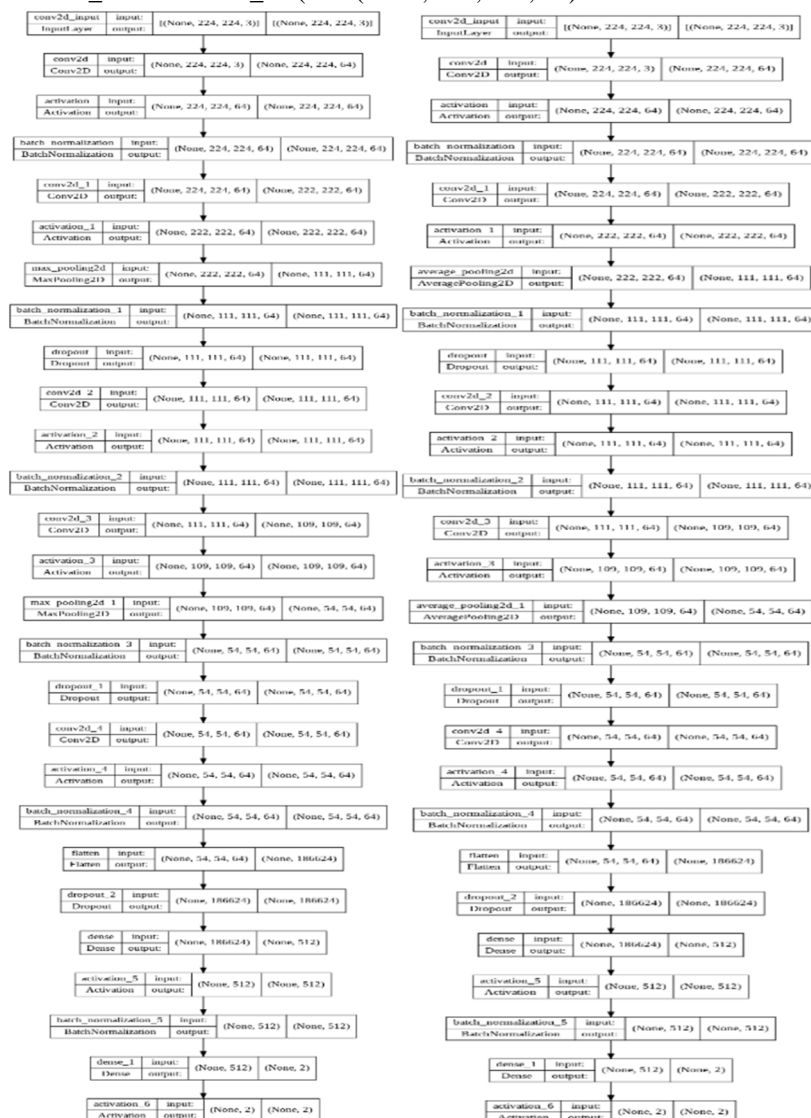 conv2d_input input: [(None, 224, 224, 3)] [(None, 224, 224, 3)]
InputLayer output:
conv2d input: (None, 224, 224, 3) (None, 224, 224, 64)
Conv2D output:
activation input: (None, 224, 224, 64) (None, 224, 224, 64)
Activation output:
batch_normalization input: (None, 224, 224, 64) (None, 224, 224, 64)
BatchNormalization output:
conv2d_1 input: (None, 224, 224, 64) (None, 222, 222, 64)
Conv2D output:
activation_1 input: (None, 222, 222, 64) (None, 222, 222, 64)
Activation output:
max_pooling2d input: (None, 222, 222, 64) (None, 111, 111, 64)
MaxPooling2D output:
batch_normalization_1 input: (None, 111, 111, 64) (None, 111, 111, 64)
BatchNormalization output:
dropout input: (None, 111, 111, 64) (None, 111, 111, 64)
Dropout output:
conv2d_2 input: (None, 111, 111, 64) (None, 111, 111, 64)
Conv2D output:
activation_2 input: (None, 111, 111, 64) (None, 111, 111, 64)
Activation output:
batch_normalization_2 input: (None, 111, 111, 64) (None, 111, 111, 64)
BatchNormalization output:
conv2d_3 input: (None, 111, 111, 64) (None, 109, 109, 64)
Conv2D output:
activation_3 input: (None, 109, 109, 64) (None, 109, 109, 64)
Activation output:
max_pooling2d_1 input: (None, 109, 109, 64) (None, 54, 54, 64)
MaxPooling2D output:
batch_normalization_3 input: (None, 54, 54, 64) (None, 54, 54, 64)
BatchNormalization output:
dropout_1 input: (None, 54, 54, 64) (None, 54, 54, 64)
Dropout output:
conv2d_4 input: (None, 54, 54, 64) (None, 54, 54, 64)
Conv2D output:
activation_4 input: (None, 54, 54, 64) (None, 54, 54, 64)
Activation output:
batch_normalization_4 input: (None, 54, 54, 64) (None, 54, 54, 64)
BatchNormalization output:
flatten input: (None, 54, 54, 64) (None, 186624)
Flatten output:
dropout_2 input: (None, 186624) (None, 186624)
Dropout output:
dense input: (None, 186624) (None, 512)
Dense output:
activation_5 input: (None, 512) (None, 512)
Activation output:
batch_normalization_5 input: (None, 512) (None, 512)
BatchNormalization output:
dense_1 input: (None, 512) (None, 2)
Dense output:
activation_6 input: (None, 2) (None, 2)
Activation output:
conv2d_input input: [(None, 224, 224, 3)] [(None, 224, 224, 3)]
InputLayer output:
conv2d input: (None, 224, 224, 3) (None, 224, 224, 64)
Conv2D output:
activation input: (None, 224, 224, 64) (None, 224, 224, 64)
Activation output:
batch_normalization input: (None, 224, 224, 64) (None, 224, 224, 64)
BatchNormalization output:
conv2d_1 input: (None, 224, 224, 64) (None, 222, 222, 64)
Conv2D output:
activation_1 input: (None, 222, 222, 64) (None, 222, 222, 64)
Activation output:
average_pooling2d input: (None, 222, 222, 64) (None, 111, 111, 64)
AveragePooling2D output:
batch_normalization_1 input: (None, 111, 111, 64) (None, 111, 111, 64)
BatchNormalization output:
dropout input: (None, 111, 111, 64) (None, 111, 111, 64)
Dropout output:
conv2d_2 input: (None, 111, 111, 64) (None, 111, 111, 64)
Conv2D output:
activation_2 input: (None, 111, 111, 64) (None, 111, 111, 64)
Activation output:
batch_normalization_2 input: (None, 111, 111, 64) (None, 111, 111, 64)
BatchNormalization output:
conv2d_3 input: (None, 111, 111, 64) (None, 109, 109, 64)
Conv2D output:
activation_3 input: (None, 109, 109, 64) (None, 109, 109, 64)
Activation output:
average_pooling2d_1 input: (None, 109, 109, 64) (None, 54, 54, 64)
AveragePooling2D output:
batch_normalization_3 input: (None, 54, 54, 64) (None, 54, 54, 64)
BatchNormalization output:
dropout_1 input: (None, 54, 54, 64) (None, 54, 54, 64)
Dropout output:
conv2d_4 input: (None, 54, 54, 64) (None, 54, 54, 64)
Conv2D output:
activation_4 input: (None, 54, 54, 64) (None, 54, 54, 64)
Activation output:
batch_normalization_4 input: (None, 54, 54, 64) (None, 54, 54, 64)
BatchNormalization output:
flatten input: (None, 54, 54, 64) (None, 186624)
Flatten output:
dropout_2 input: (None, 186624) (None, 186624)
Dropout output:
dense input: (None, 186624) (None, 512)
Dense output:
activation_5 input: (None, 512) (None, 512)
Activation output:
batch_normalization_5 input: (None, 512) (None, 512)
BatchNormalization output:
dense_1 input: (None, 512) (None, 2)
Dense output:
activation_6 input: (None, 2) (None, 2)
Activation output: